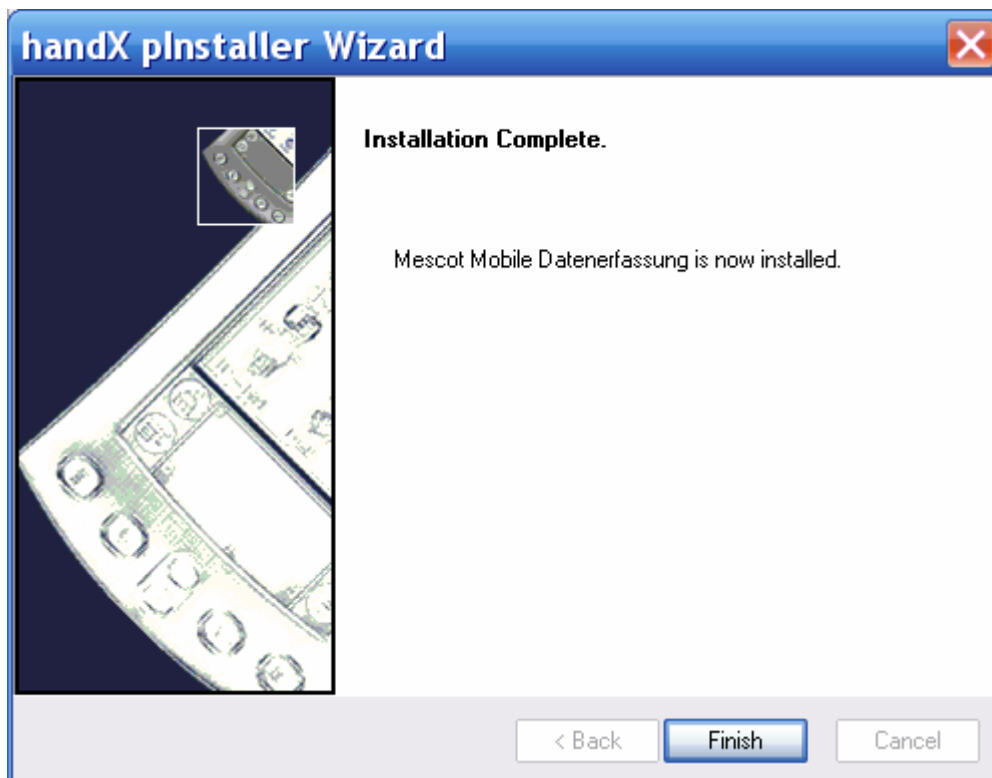 handX pInstaller Wizard
Installation Complete.
Mescot Mobile Datenerfassung is now installed.
< Back
Finish
Cancel